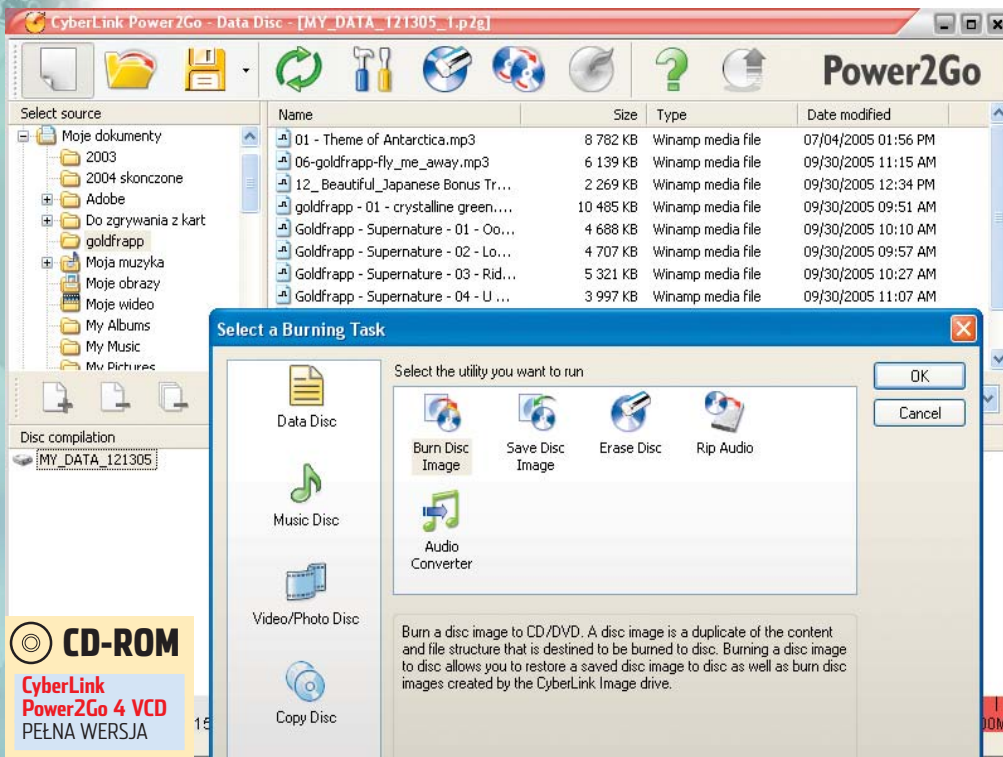 CyberLink Power2Go - Data Disc - [MY_DATA_121305_1.p2g]
Power2Go
Select source
Moje dokumenty
2003
2004 skonczone
Adobe
Do zgrywania z kart
goldfrapp
Moja muzyka
Moje obrazy
Moje wideo
My Albums
My Music
My Pictures
Name Size Type Date modified
01 - Theme of Antarctica.mp3 8 782 KB Winamp media file 07/04/2005 01:56 PM
06-goldfrapp-fly_me_away.mp3 6 139 KB Winamp media file 09/30/2005 11:15 AM
12_ Beautiful_Japanese Bonus Tr... 2 269 KB Winamp media file 09/30/2005 12:34 PM
goldfrapp - 01 - crystalline green.... 10 485 KB Winamp media file 09/30/2005 09:51 AM
Goldfrapp - Supernature - 01 - Oo... 4 688 KB Winamp media file 09/30/2005 10:10 AM
Goldfrapp - Supernature - 02 - Lo... 4 707 KB Winamp media file 09/30/2005 09:57 AM
Goldfrapp - Supernature - 03 - Rid... 5 321 KB Winamp media file 09/30/2005 10:27 AM
Goldfrapp - Supernature - 04 - U ... 3 997 KB Winamp media file 09/30/2005 11:07 AM
Disc compilation
MY_DATA_121305
Select a Burning Task
Data Disc
Music Disc
Video/Photo Disc
Copy Disc
Select the utility you want to run
Burn Disc
Image
Save Disc
Image
Erase Disc
Rip Audio
Audio
Converter
OK
Cancel
Burn a disc image to CD/DVD. A disc image is a duplicate of the content
and file structure that is destined to be burned to disc. Burning a disc image
to disc allows you to restore a saved disc image to disc as well as burn disc
images created by the CyberLink Image drive.
CD-ROM
CyberLink
Power2Go 4 VCD
PEŁNA WERSJA